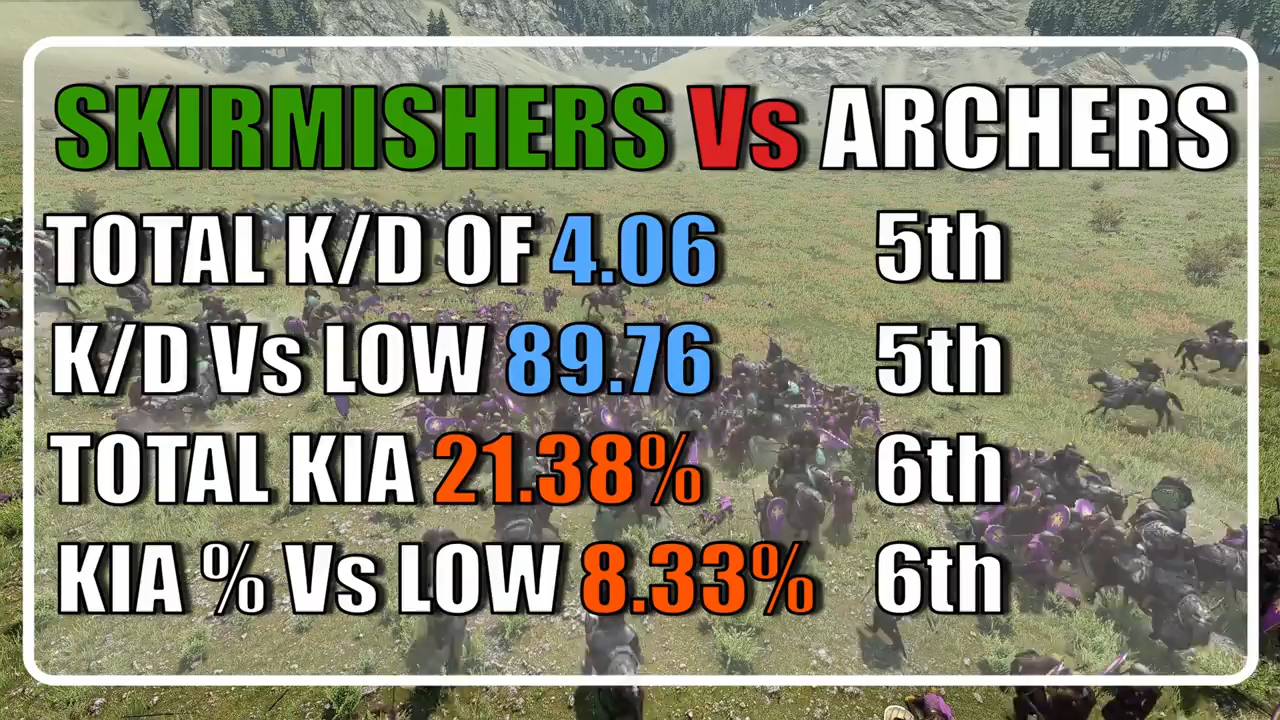 SKIRMISHERS Vs ARCHERS
TOTAL K/D OF 4.06 5th
K/D Vs LOW 89.76 5th
TOTAL KIA 21.38% 6th
KIA % Vs LOW 8.33% 6th